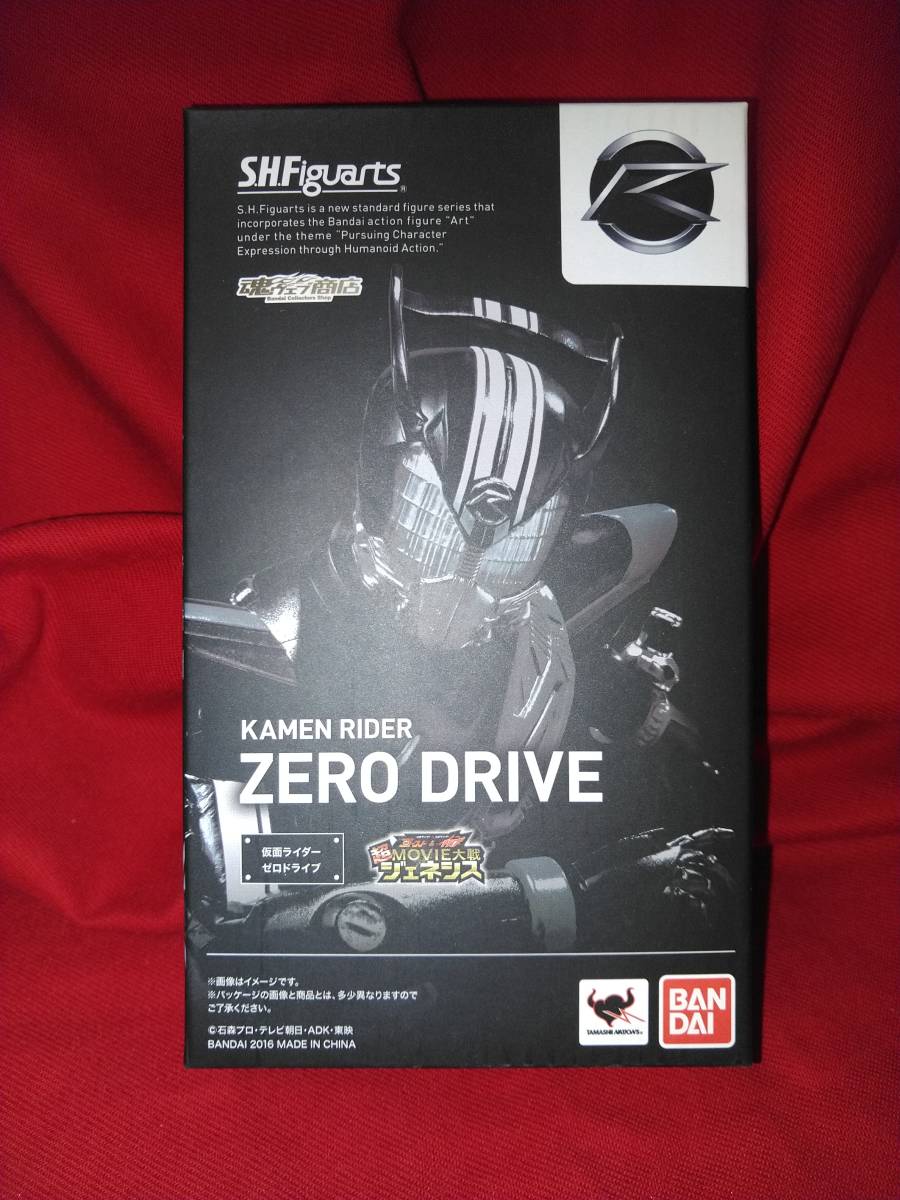 S.H.Figuarts®
S.H.Figuarts is a new standard figure series that
incorporates the Bandai action figure "Art"
under the theme "Pursuing Character
Expression through Humanoid Action."
魂ウェブ商店
Bandai Collectors Shop
KAMEN RIDER
ZERO DRIVE
仮面ライダー
ゼロドライブ
超MOVIE大戦
ジェネシス
※画像はイメージです。
※パッケージの画像と商品とは、多少異なりますので
ご了承ください。
©石森プロ・テレビ朝日・ADK・東映
BANDAI 2016 MADE IN CHINA
TAMASHII NATIONS
BAN
DAI